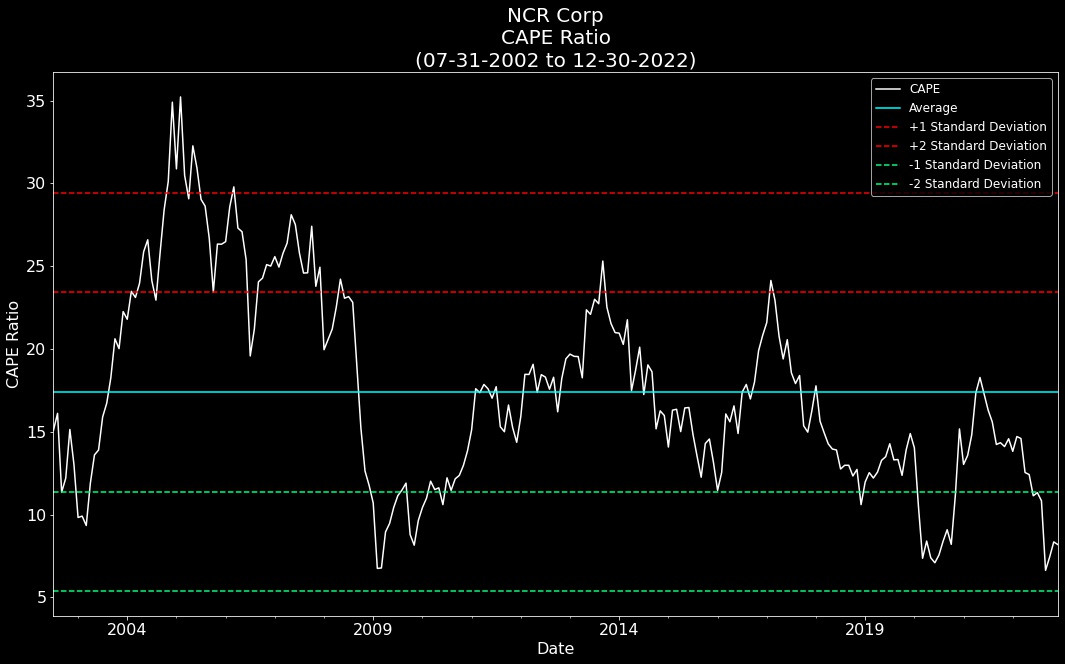 NCR Corp
CAPE Ratio
(07-31-2002 to 12-30-2022)
CAPE
Average
+1 Standard Deviation
+2 Standard Deviation
-1 Standard Deviation
-2 Standard Deviation
35
30
25
20
15
10
5
CAPE Ratio
2004
2009
2014
2019
Date